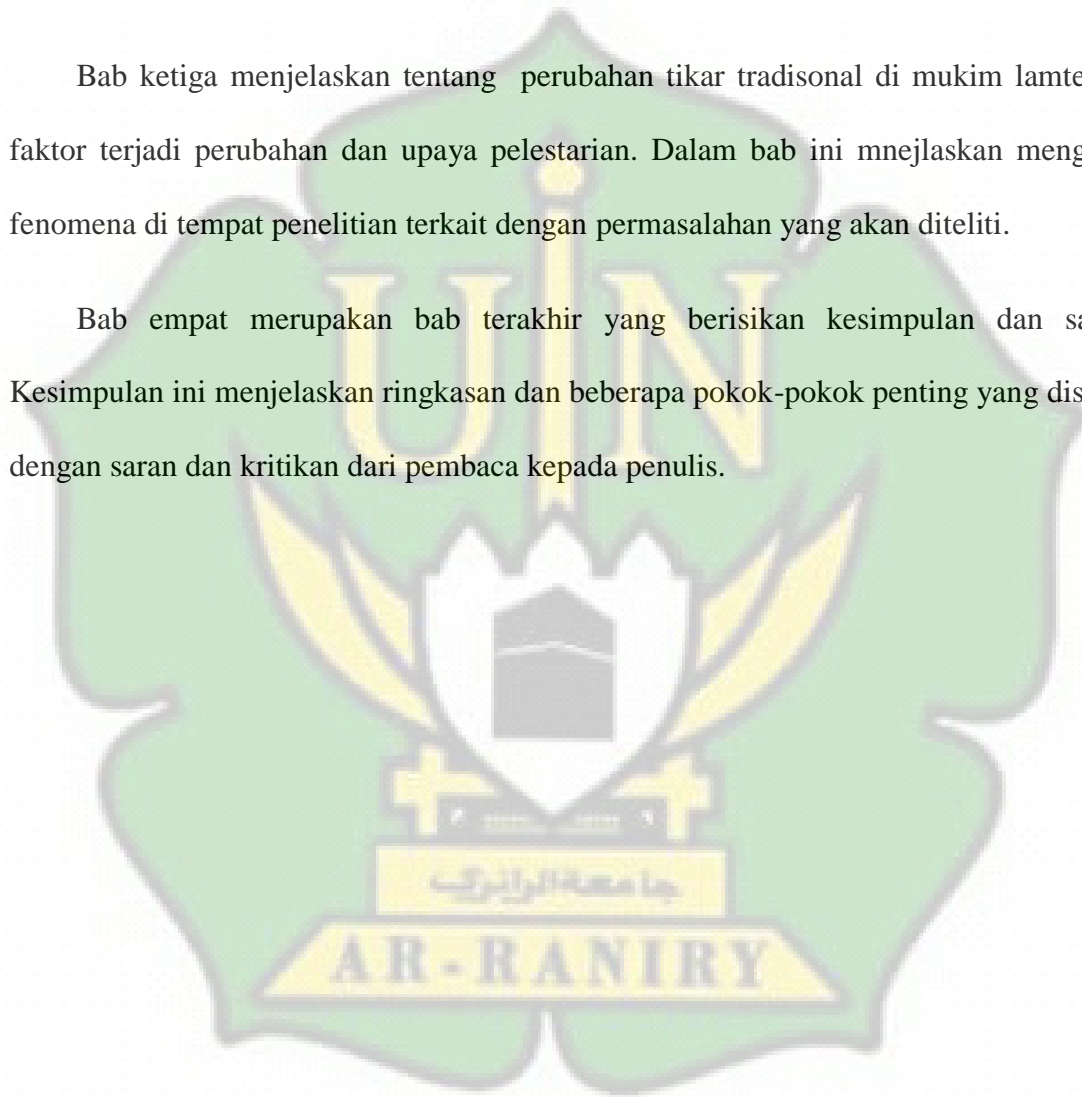 Bab ketiga menjelaskan tentang perubahan tikar tradisonal di mukim lamte
faktor terjadi perubahan dan upaya pelestarian. Dalam bab ini mnejlaskan meng
fenomena di tempat penelitian terkait dengan permasalahan yang akan diteliti.
Bab empat merupakan bab terakhir yang berisikan kesimpulan dan sa
Kesimpulan ini menjelaskan ringkasan dan beberapa pokok-pokok penting yang dis
dengan saran dan kritikan dari pembaca kepada penulis.
UIN
جامعة الرانري
AR-RANIRY